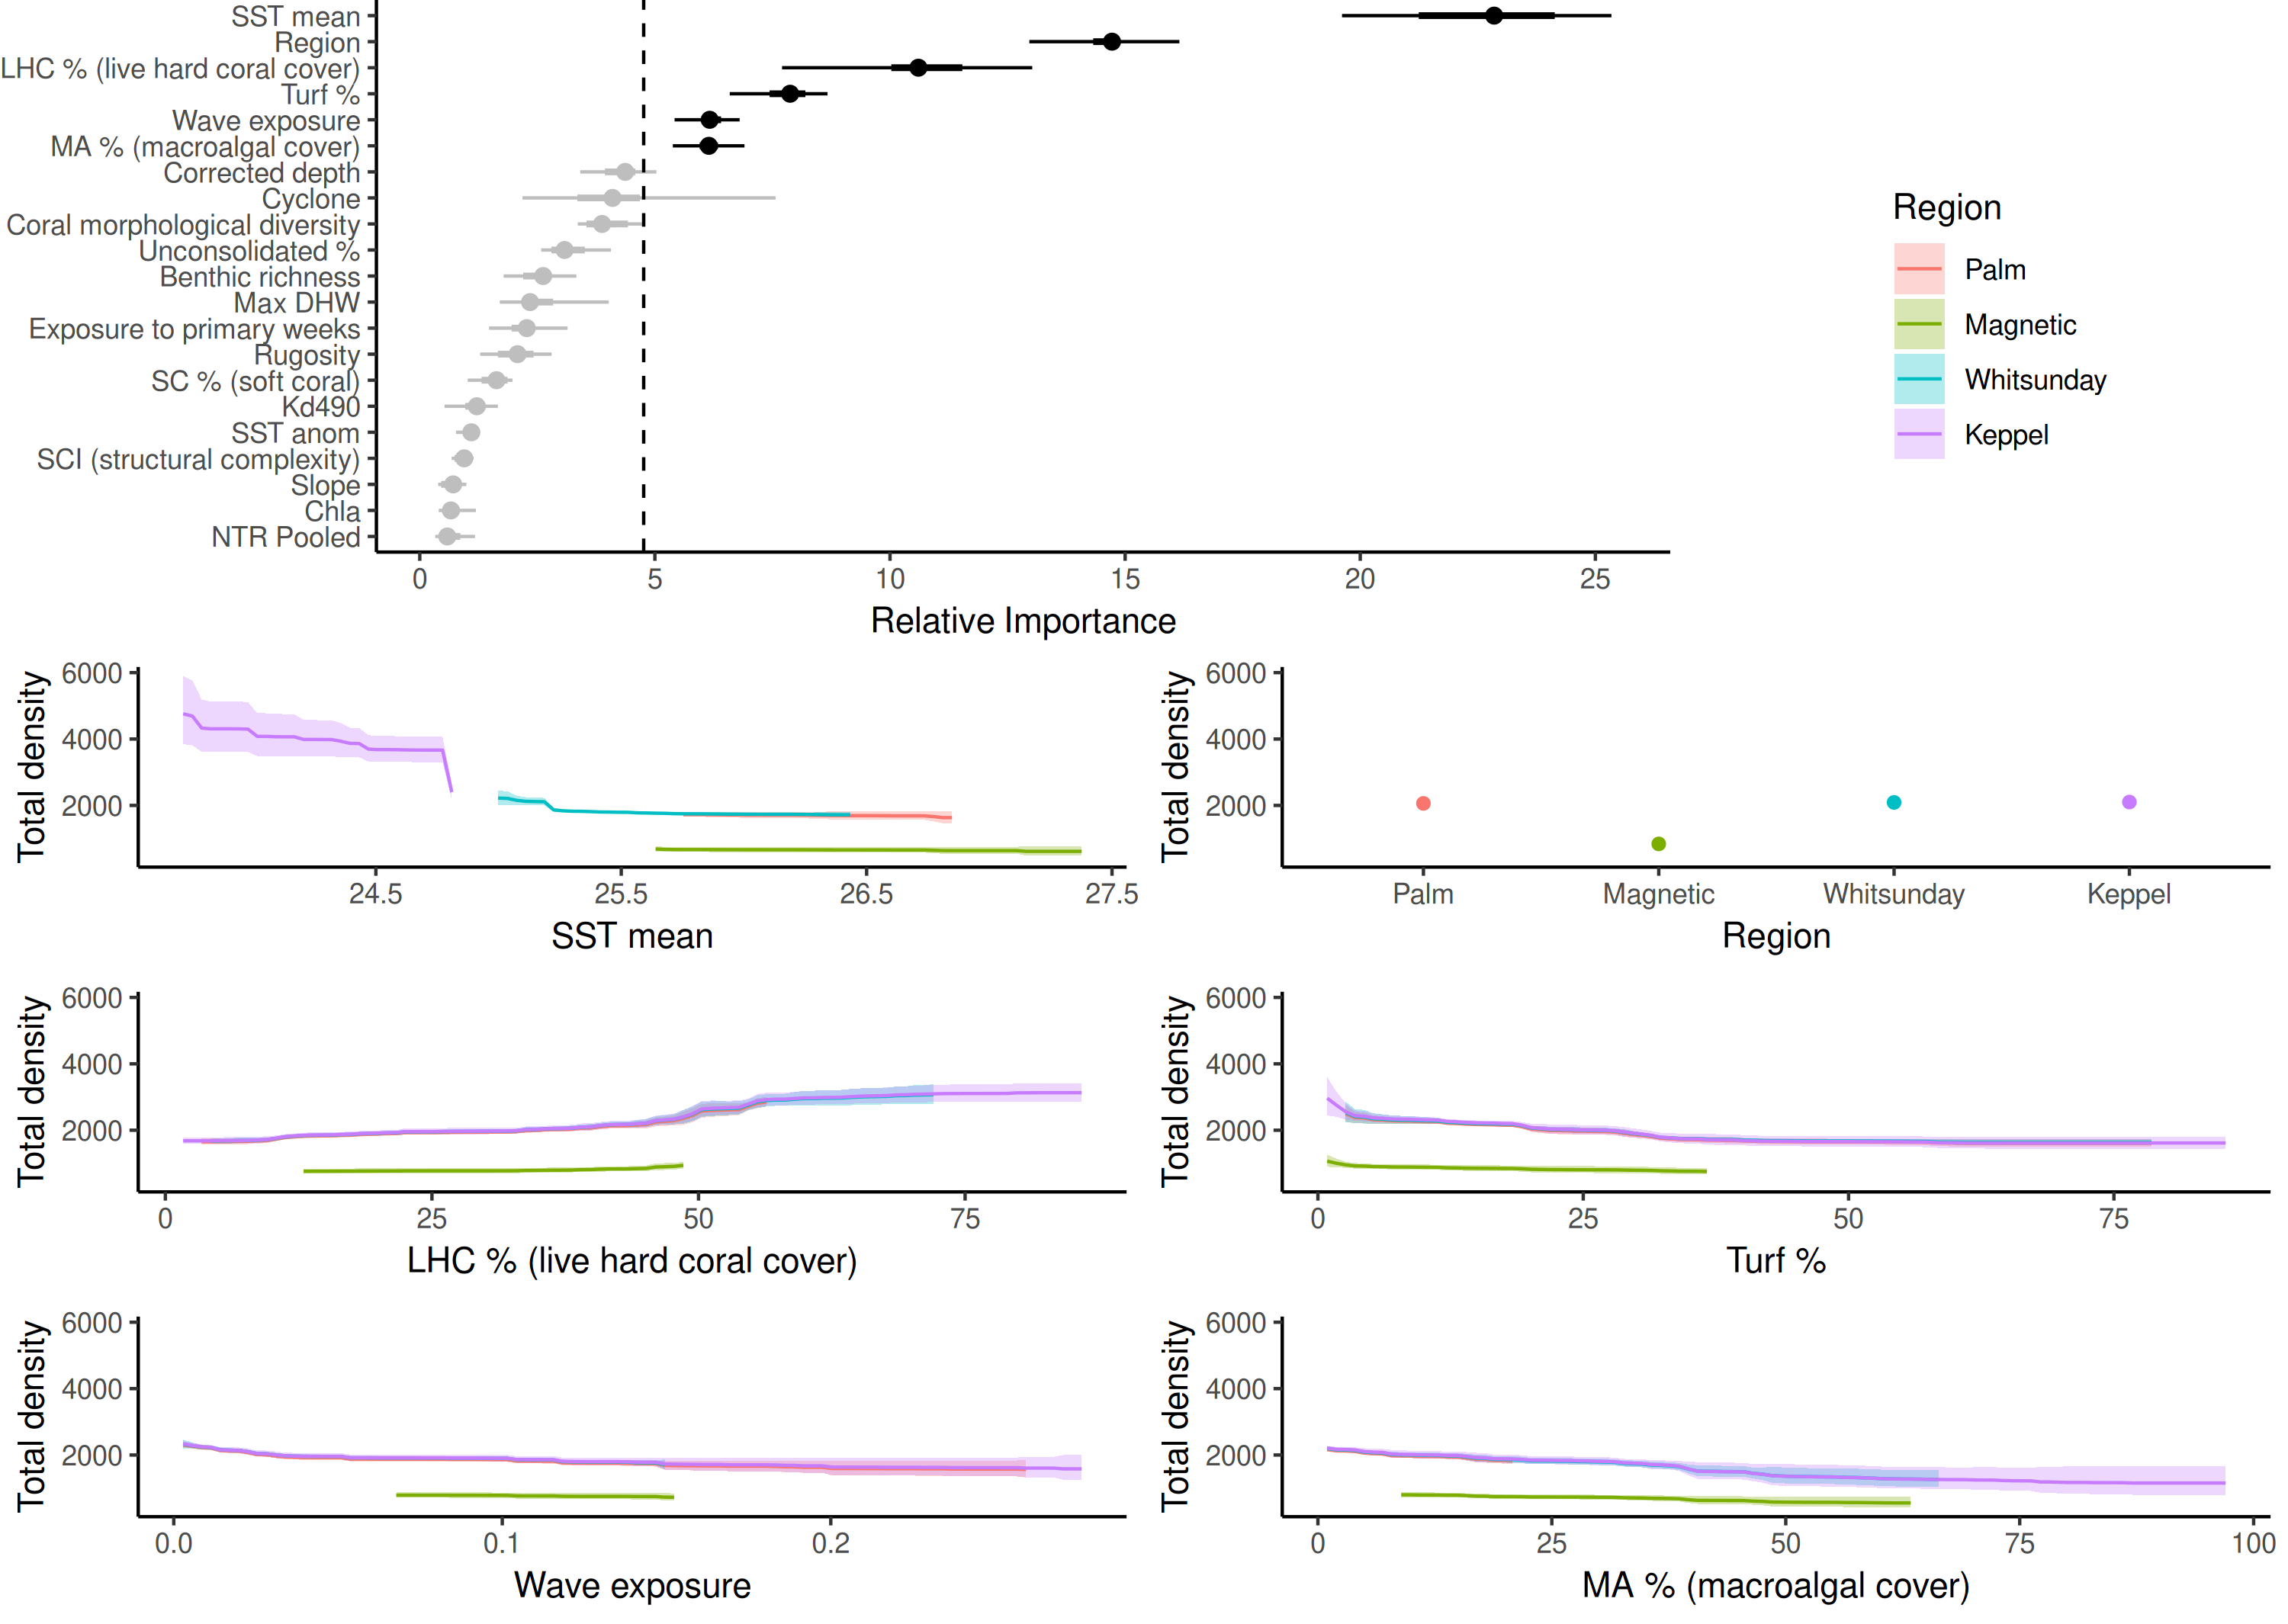 SST mean
Region
LHC % (live hard coral cover)
Turf %
Wave exposure
MA % (macroalgal cover)
Corrected depth
Cyclone
Coral morphological diversity
Unconsolidated %
Benthic richness
Max DHW
Exposure to primary weeks
Rugosity
SC % (soft coral)
Kd490
SST anom
SCI (structural complexity)
Slope
Chla
NTR Pooled
0 5 10 15 20 25
Relative Importance
Region
Palm
Magnetic
Whitsunday
Keppel
Total density
6000
4000
2000
24.5 25.5 26.5 27.5
SST mean
Total density
6000
4000
2000
Palm Magnetic Whitsunday Keppel
Region
Total density
6000
4000
2000
0 25 50 75
LHC % (live hard coral cover)
Total density
6000
4000
2000
0 25 50 75
Turf %
Total density
6000
4000
2000
0.0 0.1 0.2
Wave exposure
Total density
6000
4000
2000
0 25 50 75 100
MA % (macroalgal cover)